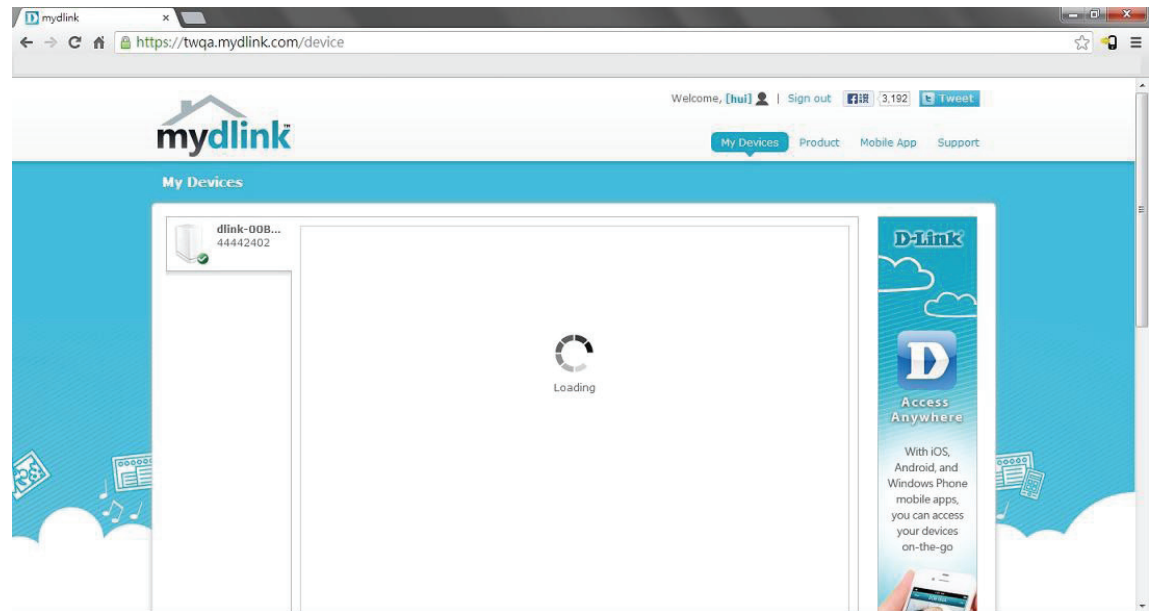 mydlink
https://twqa.mydlink.com/device
Welcome, [hui] | Sign out 3,192 Tweet
mydlink
My Devices Product Mobile App Support
My Devices
dlink-00B...
44442402
Loading
D-Link
D
Access
Anywhere
With iOS,
Android, and
Windows Phone
mobile apps,
you can access
your devices
on-the-go